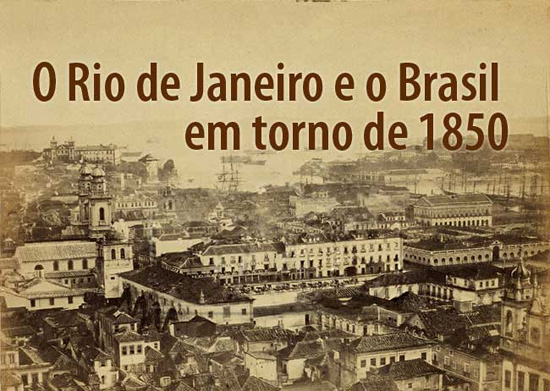 O Rio de Janeiro e o Brasil
em torno de 1850